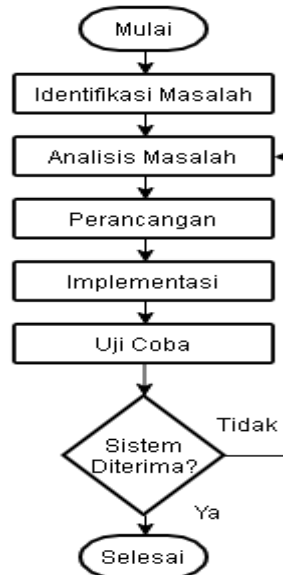 Mulai
Identifikasi Masalah
Analisis Masalah
Perancangan
Implementasi
Uji Coba
Sistem
Diterima?
Tidak
Ya
Selesai